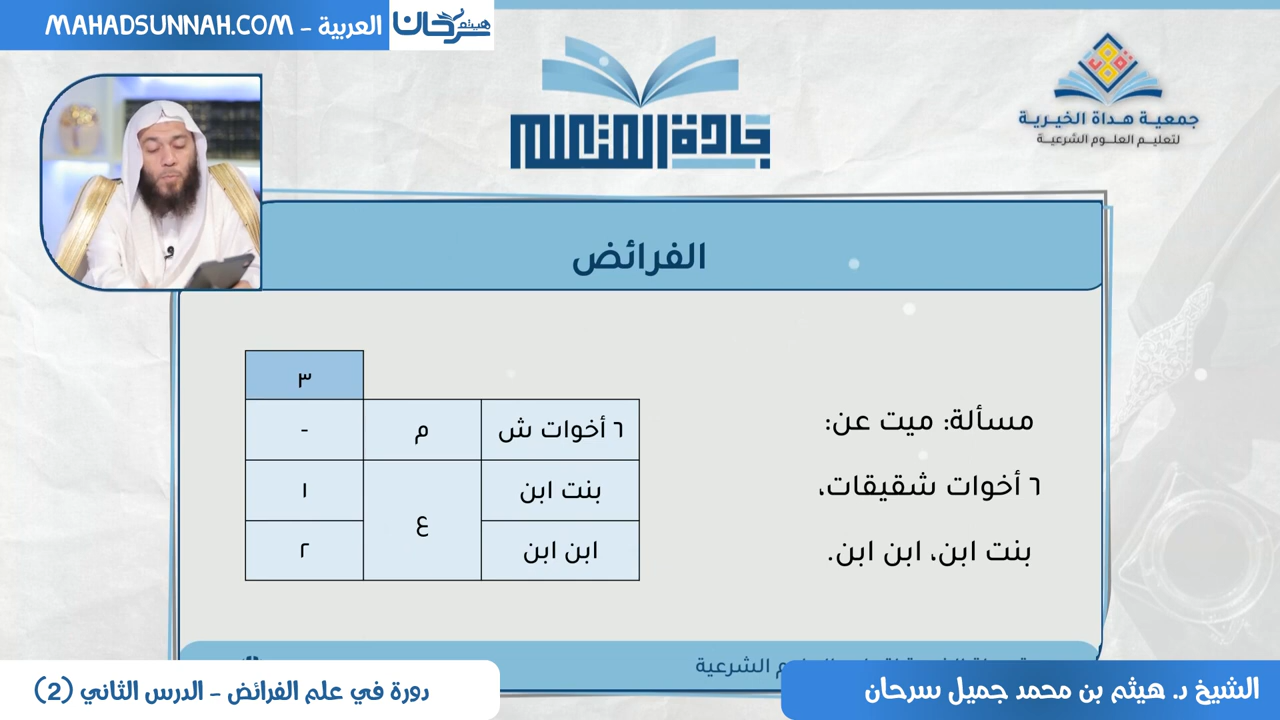 العربية - MAHADSUNNAH.COM
هيثم سرحان
جادة المتعلم
جمعية هداة الخيرية
لتعليم العلوم الشرعية
الفرائض
مسألة: ميت عن:
٦ أخوات شقيقات،
بنت ابن، ابن ابن.
٣
٦ أخوات ش م -
بنت ابن ع ١
ابن ابن ٢
الشرعية
الشيخ د. هيثم بن محمد جميل سرحان
دورة في علم الفرائض - الدرس الثاني (2)